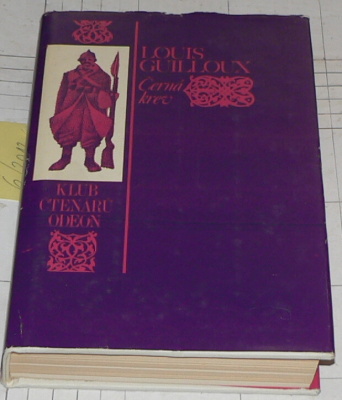 LOUIS
GUILLOUX
Černá
krev
KLUB
ČTENÁŘŮ
ODEON